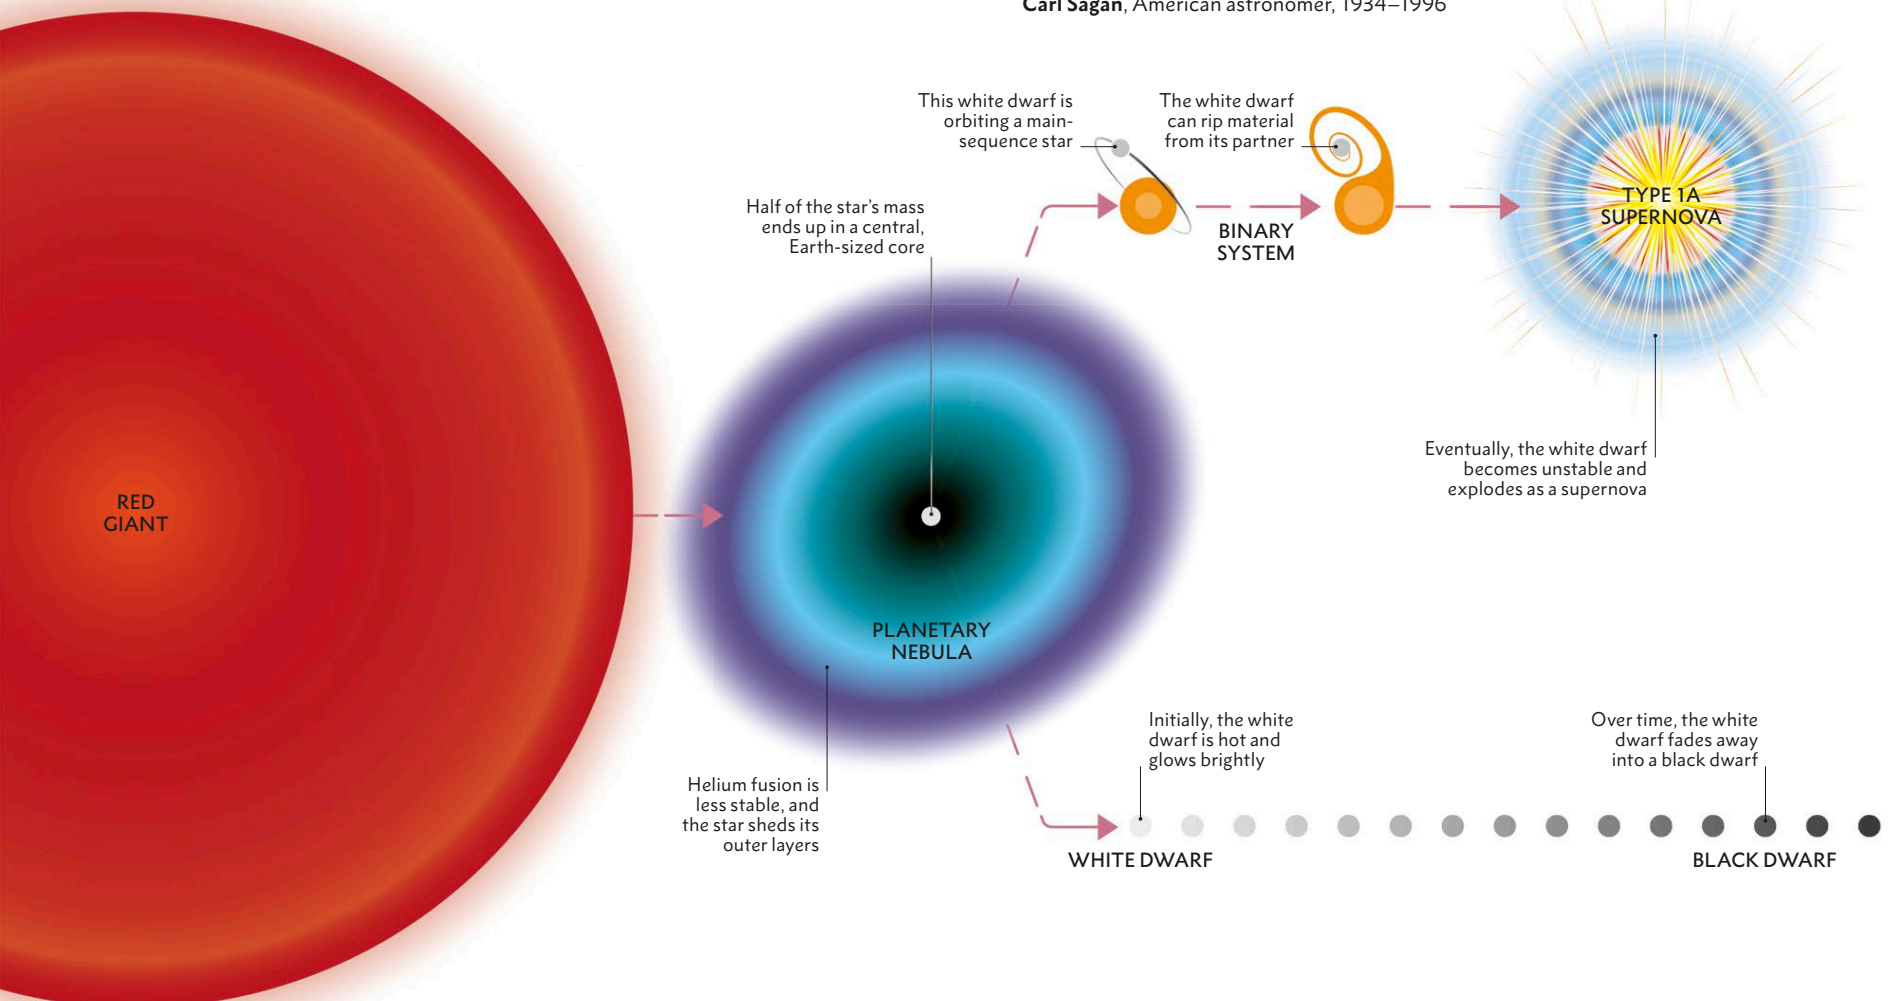 Carl Sagan, American astronomer, 1934–1996
This white dwarf is
orbiting a main-
sequence star
The white dwarf
can rip material
from its partner
TYPE 1A
SUPERNOVA
Half of the star's mass
ends up in a central,
Earth-sized core
BINARY
SYSTEM
Eventually, the white dwarf
becomes unstable and
explodes as a supernova
RED
GIANT
PLANETARY
NEBULA
Helium fusion is
less stable, and
the star sheds its
outer layers
Initially, the white
dwarf is hot and
glows brightly
Over time, the white
dwarf fades away
into a black dwarf
WHITE DWARF
BLACK DWARF